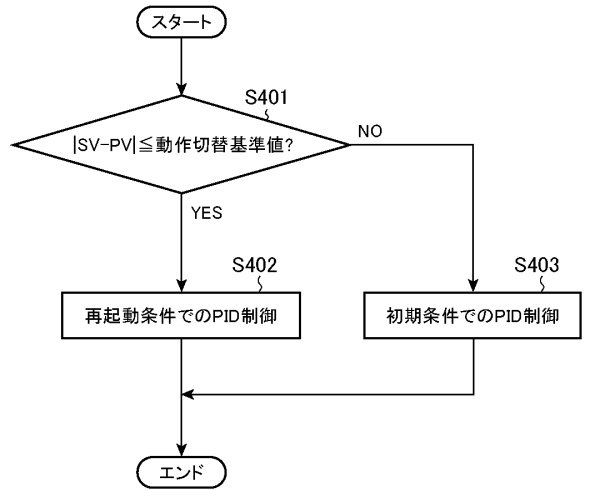 スタート
S401
|SV-PV|≦動作切替基準値?
NO
YES
S402
再起動条件でのPID制御
S403
初期条件でのPID制御
エンド